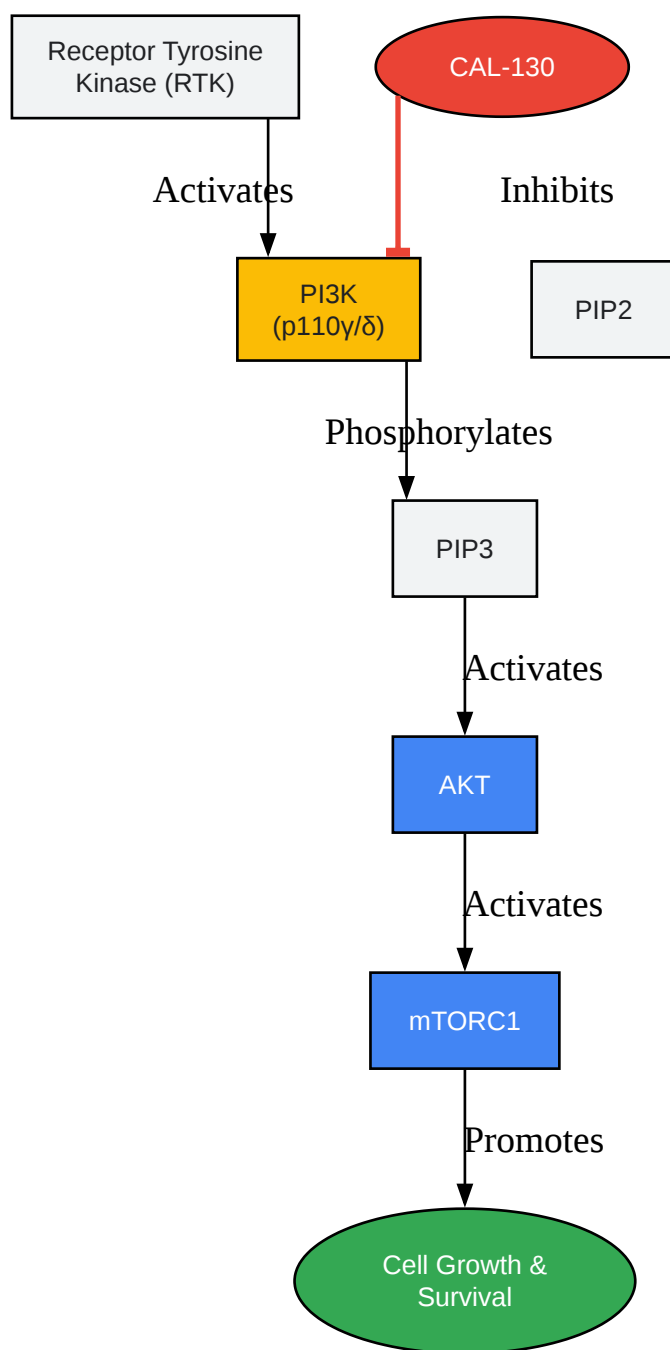 Receptor Tyrosine
Kinase (RTK)
CAL-130
Activates
Inhibits
PI3K
(p110γ/δ)
PIP2
Phosphorylates
PIP3
Activates
AKT
Activates
mTORC1
Promotes
Cell Growth &
Survival